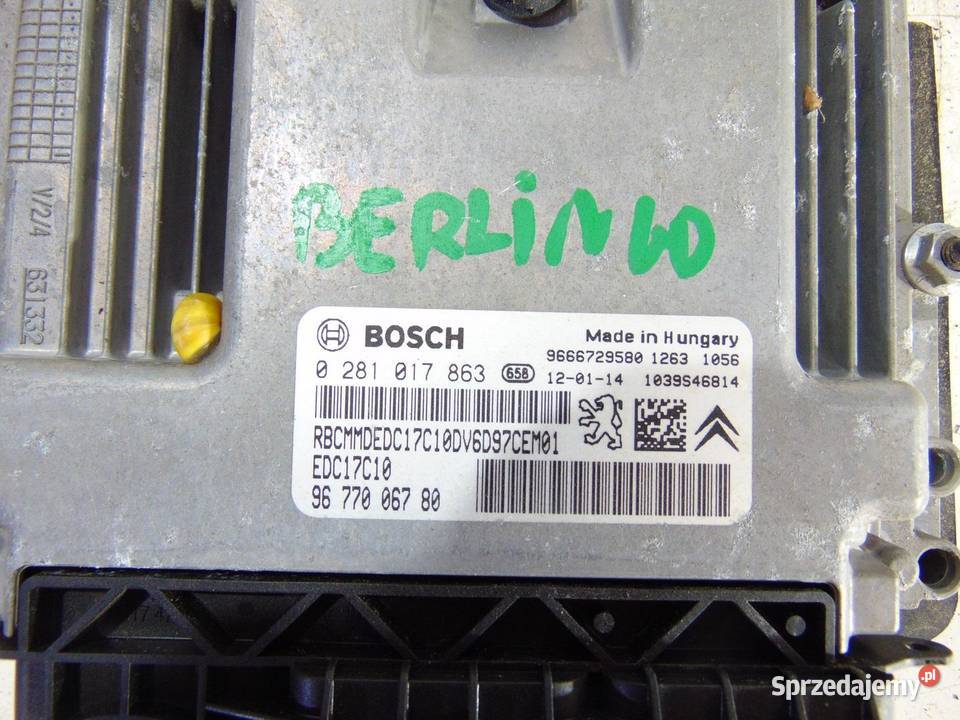 V/2/4 631332
BERLiNGO
BOSCH
Made in Hungary
9666729580 1263 1056
0 281 017 863 658 12-01-14 1039S46814
RBCMMDEDC17C10DV6D97CEM01
EDC17C10
96 770 067 80
Sprzedajemy.pl